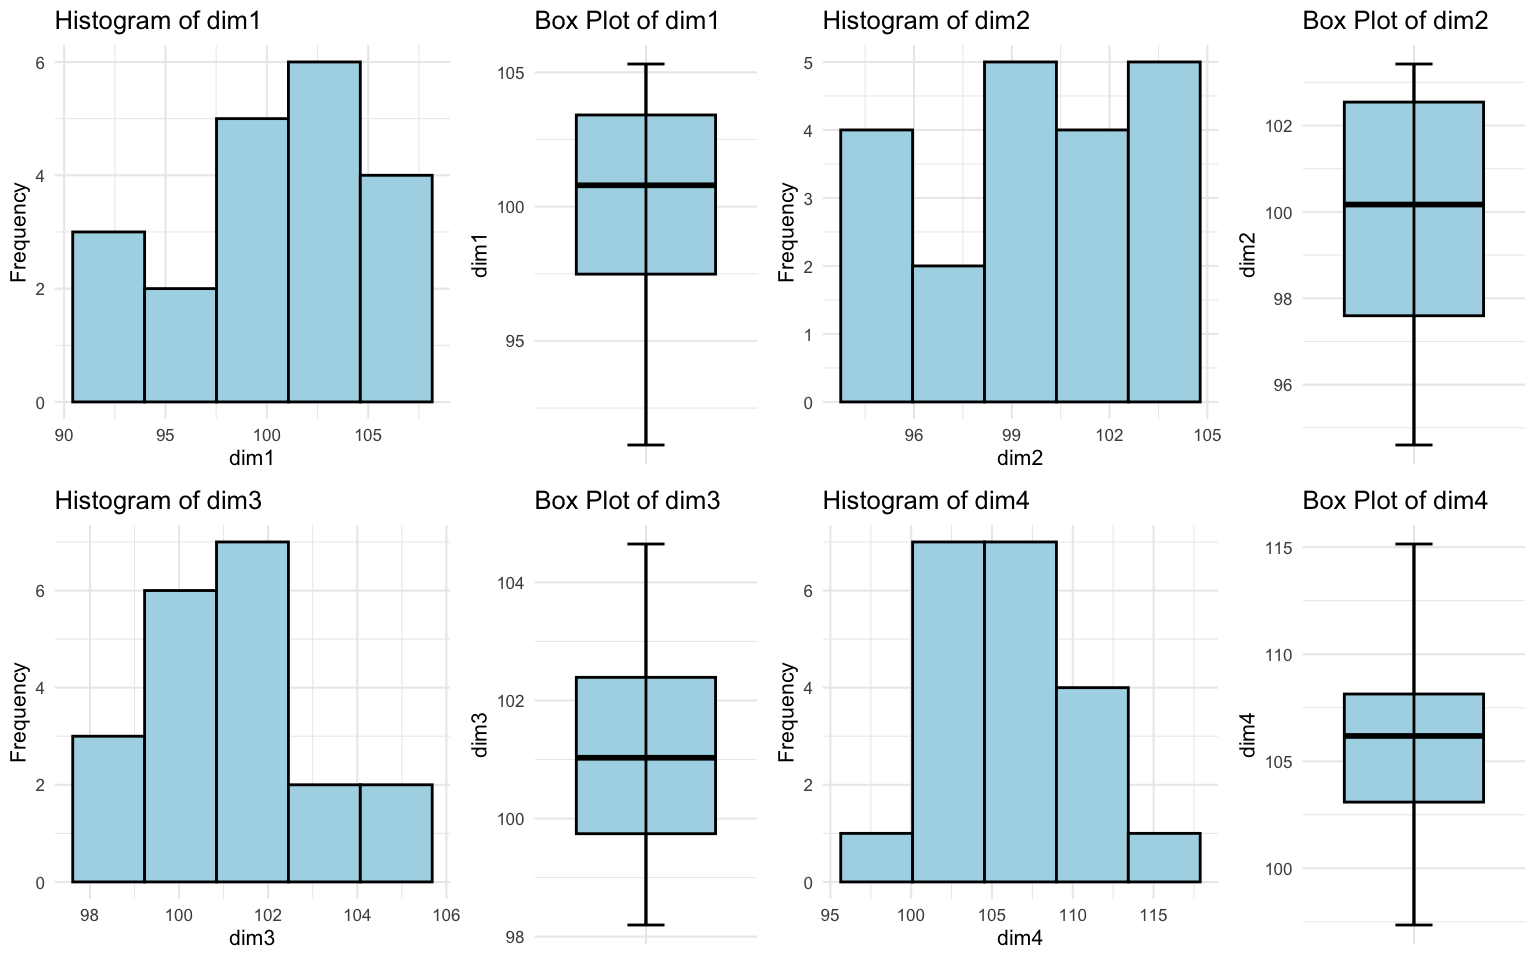 Histogram of dim1
6
4
2
0
Frequency
90 95 100 105
dim1
Box Plot of dim1
105
100
95
dim1
Histogram of dim2
5
4
3
2
1
0
Frequency
96 99 102 105
dim2
Box Plot of dim2
102
100
98
96
dim2
Histogram of dim3
6
4
2
0
Frequency
98 100 102 104 106
dim3
Box Plot of dim3
104
102
100
98
dim3
Histogram of dim4
6
4
2
0
Frequency
95 100 105 110 115
dim4
Box Plot of dim4
115
110
105
100
dim4